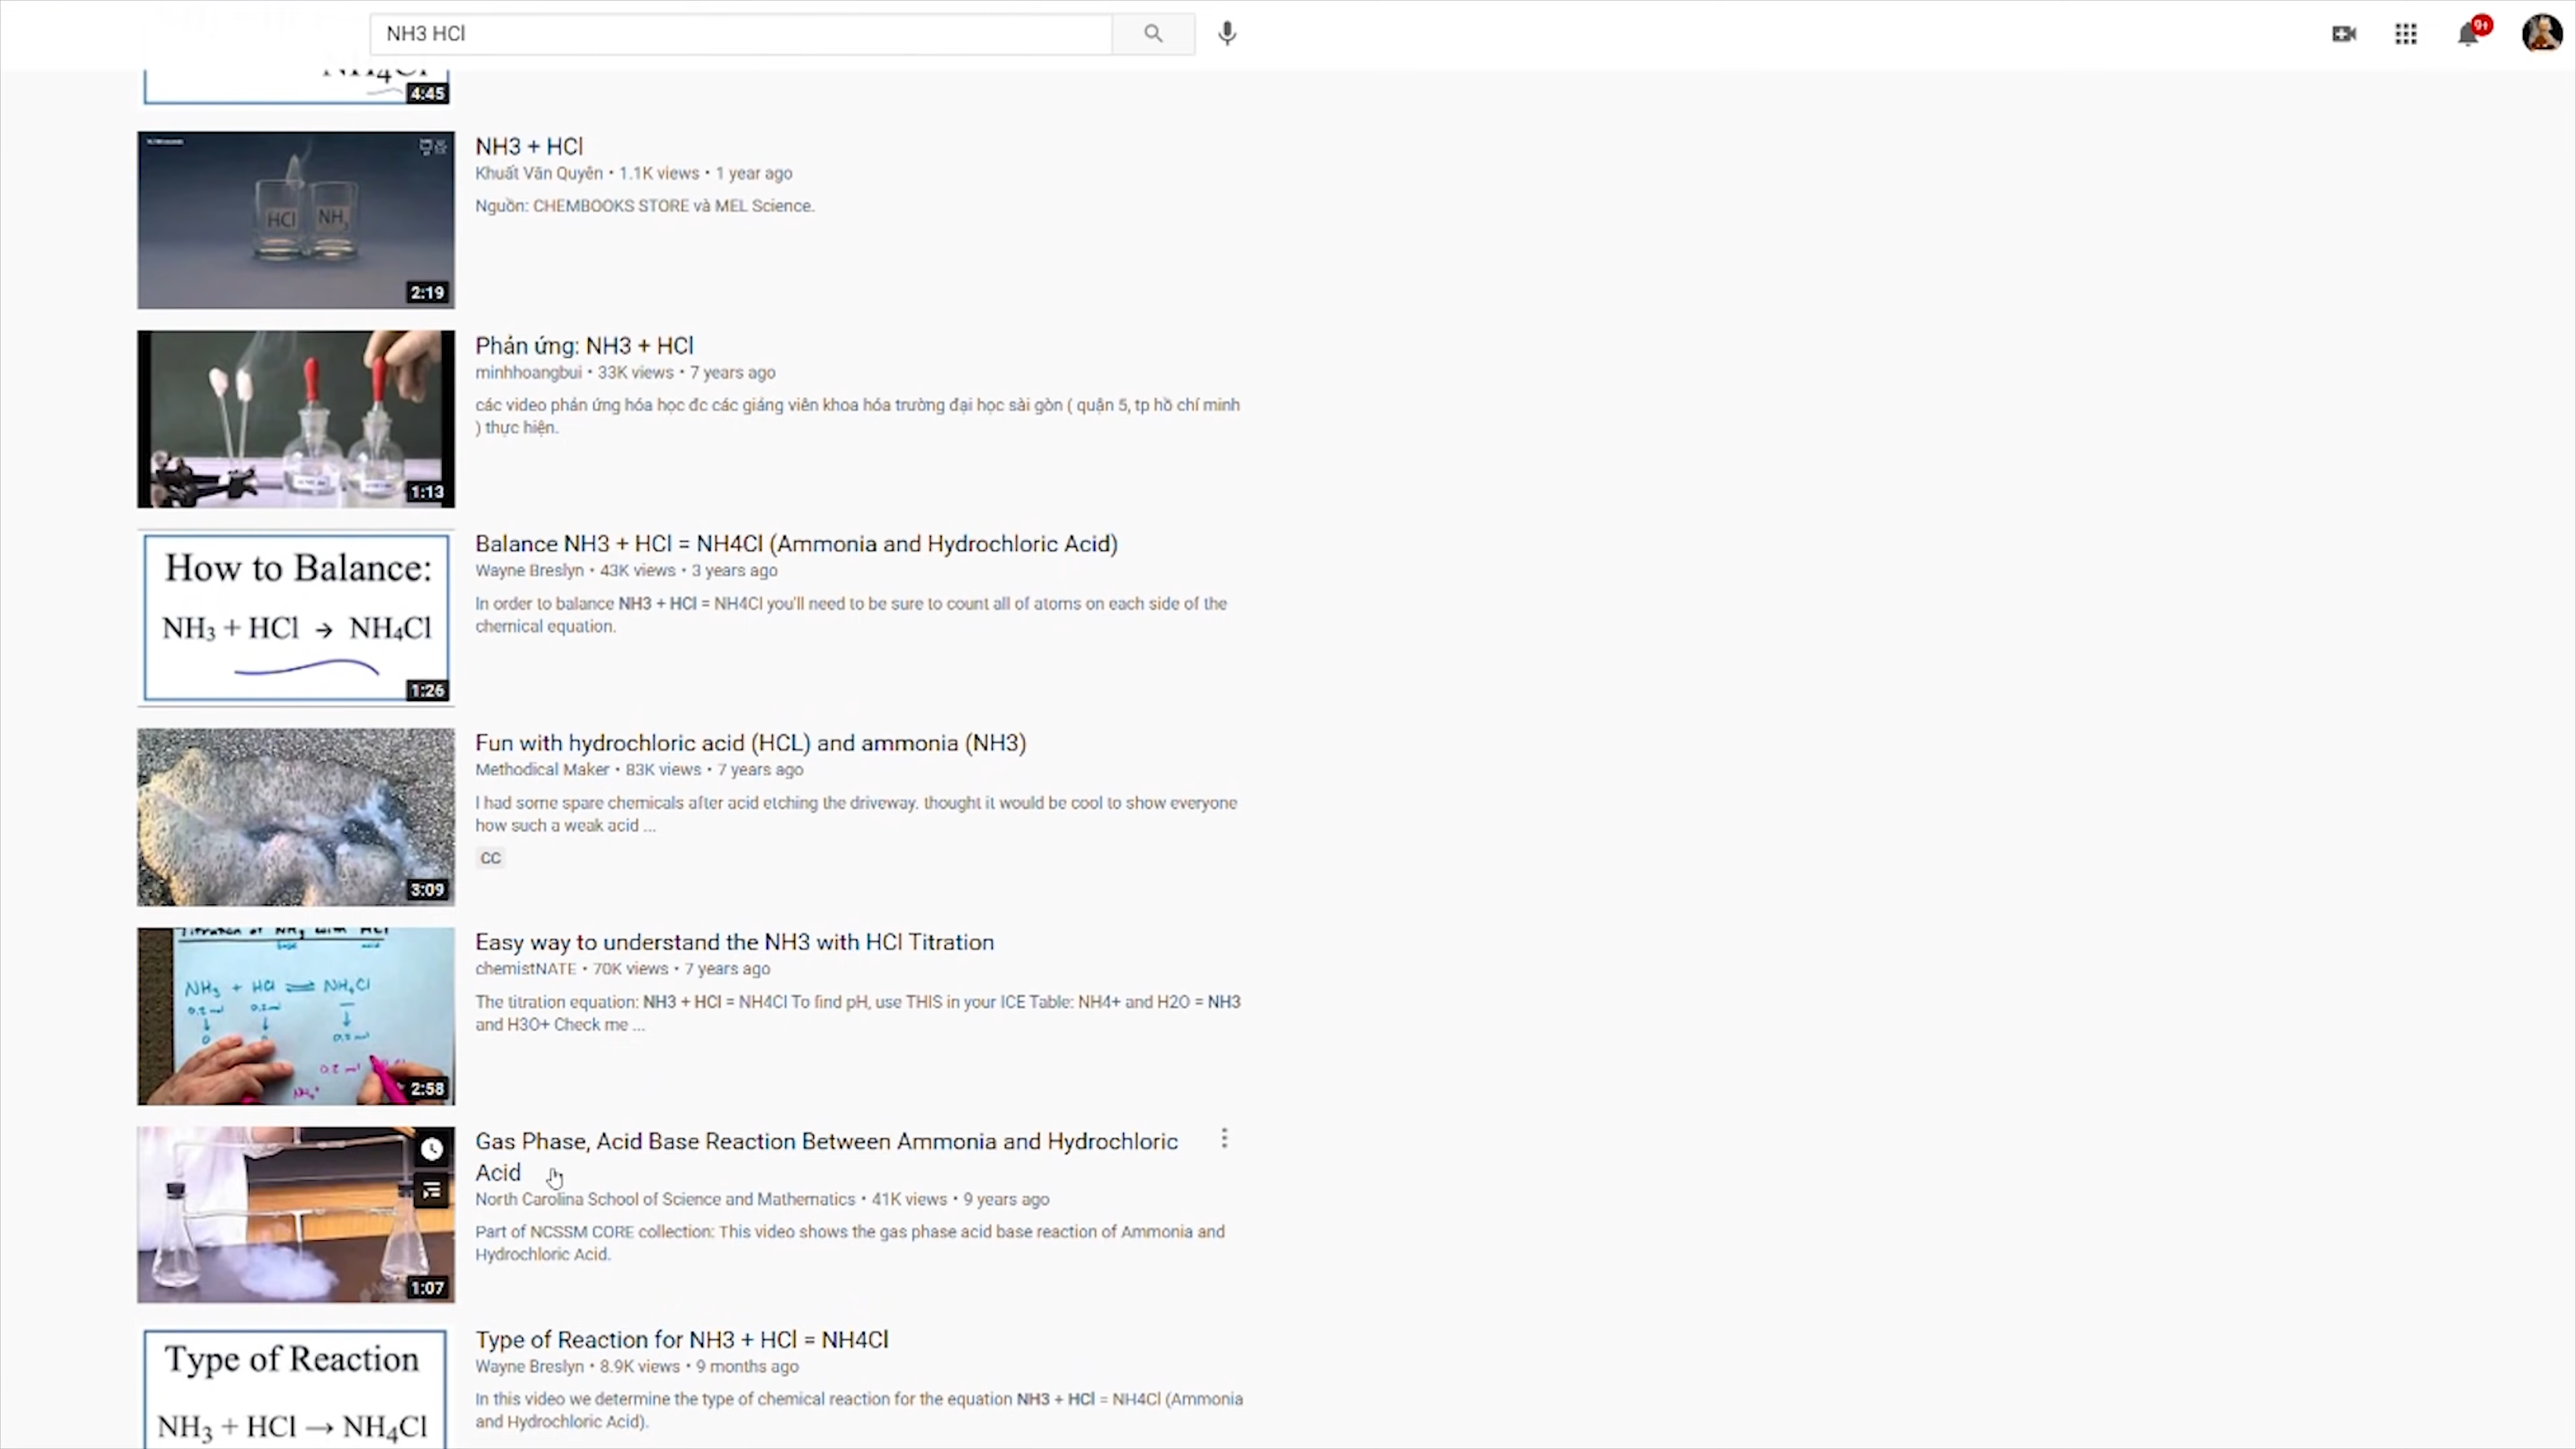 NH3 HCl
9+
NH4Cl
4:45
HCl NH3
2:19
NH3 + HCl
Khuất Văn Quyên • 1.1K views • 1 year ago
Nguồn: CHEMBOOKS STORE và MEL Science.
1:13
Phản ứng: NH3 + HCl
minhhoangbui • 33K views • 7 years ago
các video phản ứng hóa học đc các giảng viên khoa hóa trường đại học sài gòn ( quận 5, tp hồ chí minh
) thực hiện.
How to Balance:
NH₃ + HCl → NH₄Cl
1:26
Balance NH3 + HCl = NH4Cl (Ammonia and Hydrochloric Acid)
Wayne Breslyn • 43K views • 3 years ago
In order to balance NH3 + HCl = NH4Cl you'll need to be sure to count all of atoms on each side of the
chemical equation.
3:09
Fun with hydrochloric acid (HCL) and ammonia (NH3)
Methodical Maker • 83K views • 7 years ago
I had some spare chemicals after acid etching the driveway. thought it would be cool to show everyone
how such a weak acid ...
CC
Titration of NH₃ with HCl
base acid
NH₃ + HCl ⇌ NH₄Cl
2:58
Easy way to understand the NH3 with HCl Titration
chemistNATE • 70K views • 7 years ago
The titration equation: NH3 + HCl = NH4Cl To find pH, use THIS in your ICE Table: NH4+ and H2O = NH3
and H3O+ Check me ...
1:07
Gas Phase, Acid Base Reaction Between Ammonia and Hydrochloric
Acid
North Carolina School of Science and Mathematics • 41K views • 9 years ago
Part of NCSSM CORE collection: This video shows the gas phase acid base reaction of Ammonia and
Hydrochloric Acid.
Type of Reaction
NH₃ + HCl → NH₄Cl
Type of Reaction for NH3 + HCl = NH4Cl
Wayne Breslyn • 8.9K views • 9 months ago
In this video we determine the type of chemical reaction for the equation NH3 + HCl = NH4Cl (Ammonia
and Hydrochloric Acid).